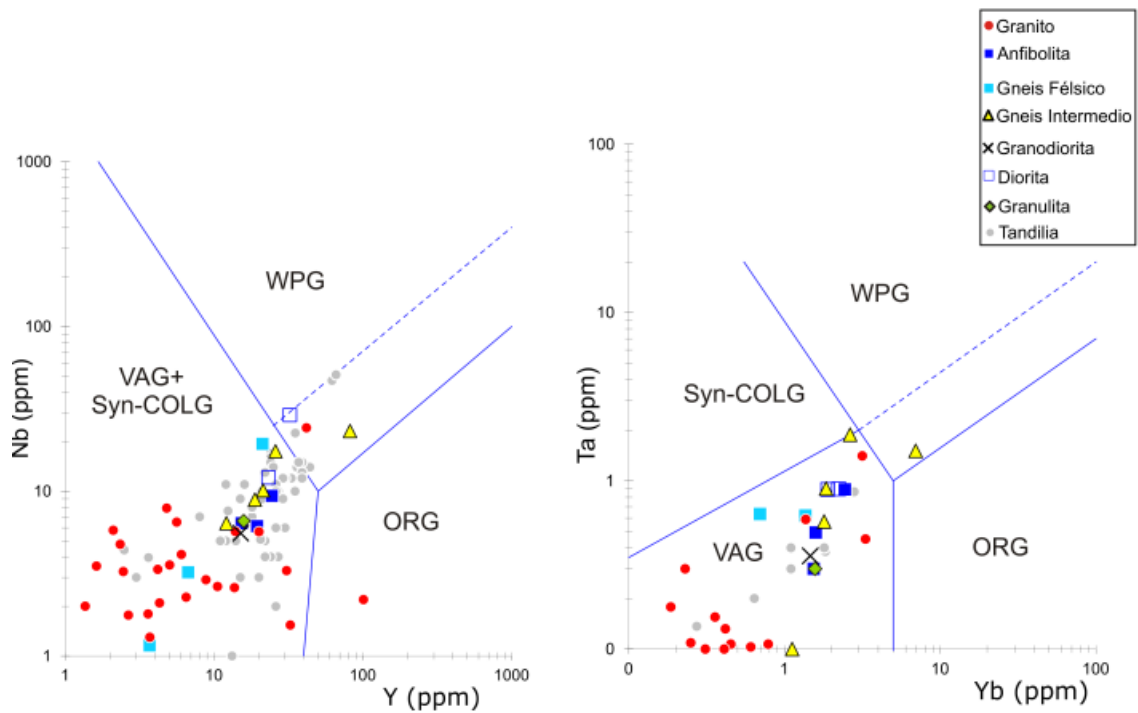 Granito
Anfibolita
Gneis Félsico
Gneis Intermedio
Granodiorita
Diorita
Granulita
Tandilia
1000
100
10
1
Nb (ppm)
WPG
VAG+
Syn-COLG
ORG
1
10
100
1000
Y (ppm)
100
10
1
0
Ta (ppm)
WPG
Syn-COLG
VAG
ORG
0
1
10
100
Yb (ppm)